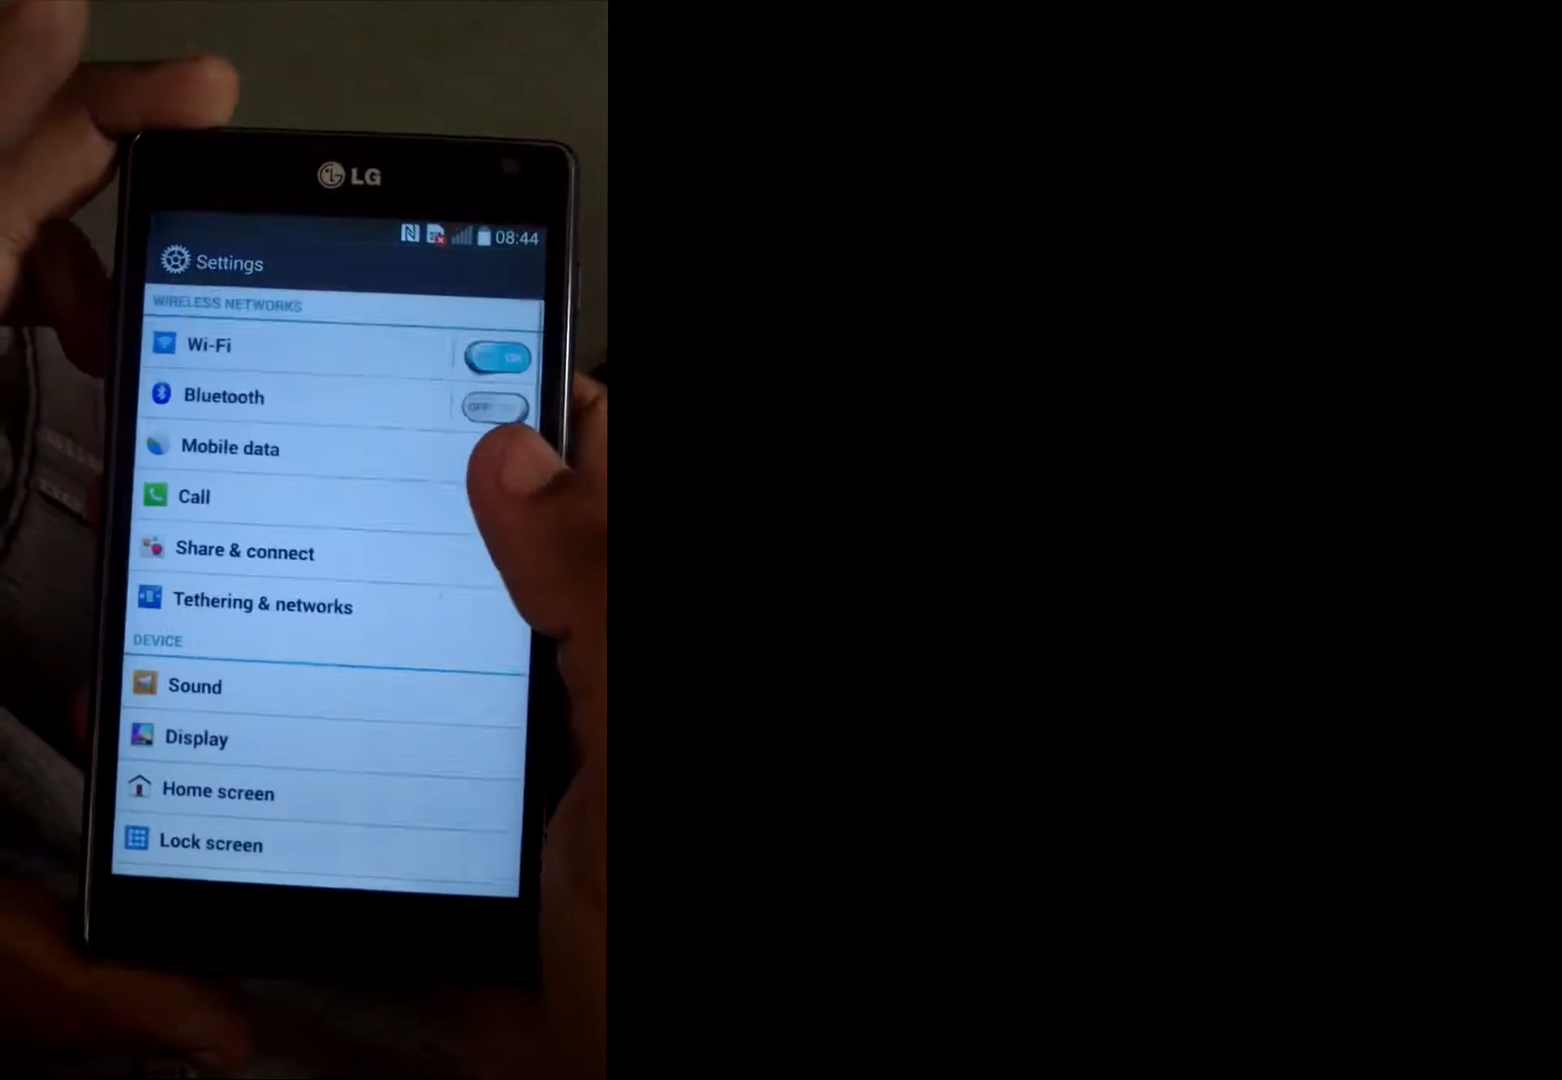 LG
08:44
Settings
WIRELESS NETWORKS
Wi-Fi ON
Bluetooth OFF
Mobile data
Call
Share & connect
Tethering & networks
DEVICE
Sound
Display
Home screen
Lock screen